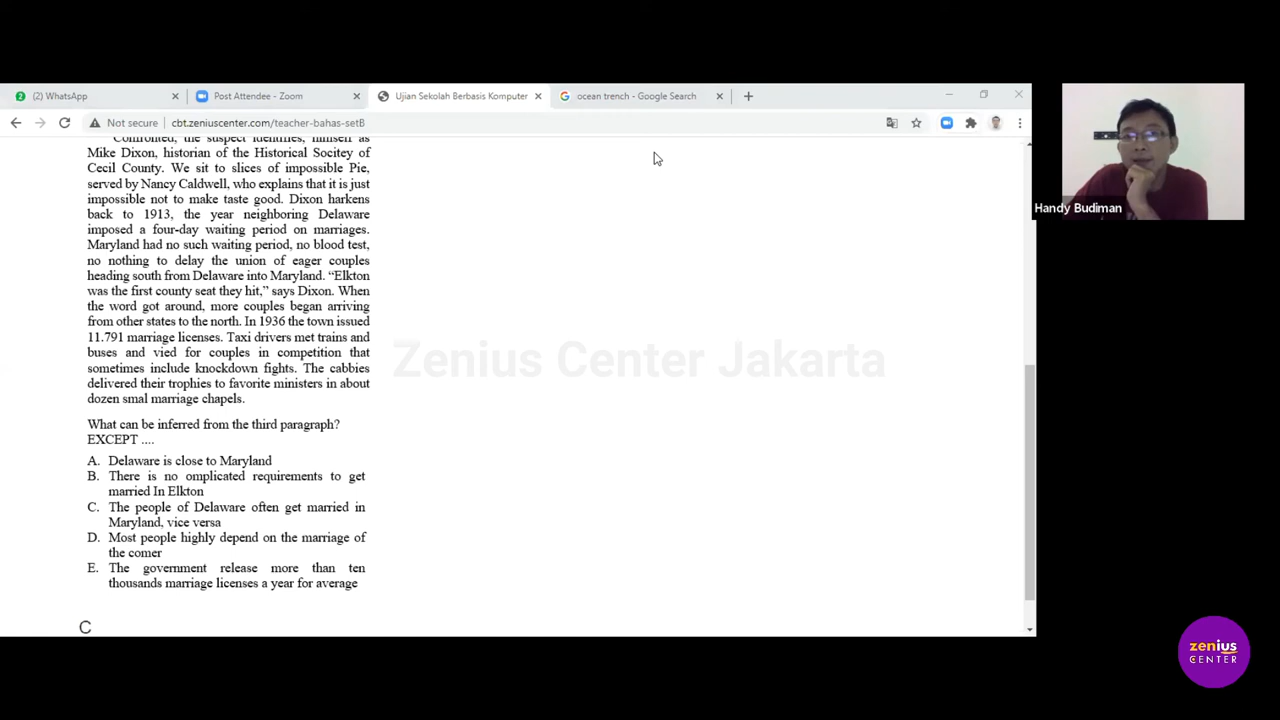 (2) WhatsApp
Post Attendee - Zoom
Ujian Sekolah Berbasis Komputer
ocean trench - Google Search
Not secure
cbt.zeniuscenter.com/teacher-bahas-setB
Confronted, the suspect identifies, himself as
Mike Dixon, historian of the Historical Socitey of
Cecil County. We sit to slices of impossible Pie,
served by Nancy Caldwell, who explains that it is just
impossible not to make taste good. Dixon harkens
back to 1913, the year neighboring Delaware
imposed a four-day waiting period on marriages.
Maryland had no such waiting period, no blood test,
no nothing to delay the union of eager couples
heading south from Delaware into Maryland. “Elkton
was the first county seat they hit,” says Dixon. When
the word got around, more couples began arriving
from other states to the north. In 1936 the town issued
11.791 marriage licenses. Taxi drivers met trains and
buses and vied for couples in competition that
sometimes include knockdown fights. The cabbies
delivered their trophies to favorite ministers in about
dozen smal marriage chapels.
What can be inferred from the third paragraph?
EXCEPT ....
A. Delaware is close to Maryland
B. There is no omplicated requirements to get
married In Elkton
C. The people of Delaware often get married in
Maryland, vice versa
D. Most people highly depend on the marriage of
the comer
E. The government release more than ten
thousands marriage licenses a year for average
C
Zenius Center Jakarta
Handy Budiman
zenius
CENTER